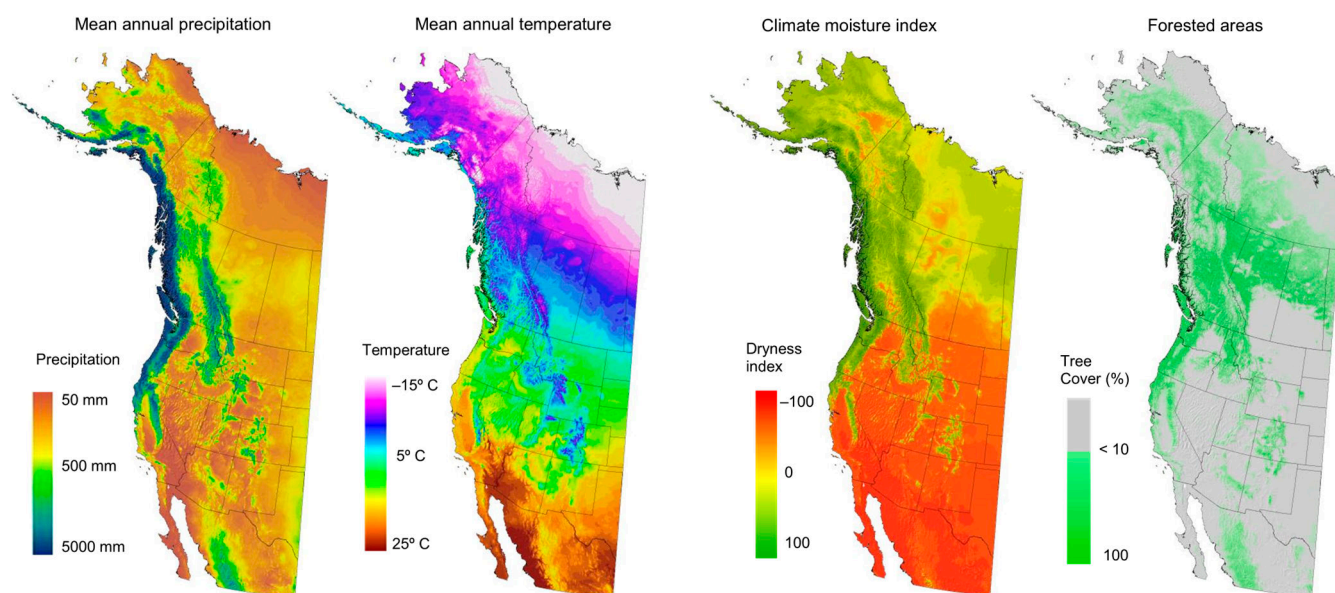 Mean annual precipitation
Mean annual temperature
Climate moisture index
Forested areas
Precipitation
50 mm
500 mm
5000 mm
Temperature
–15º C
5º C
25º C
Dryness
index
–100
0
100
Tree
Cover (%)
< 10
100